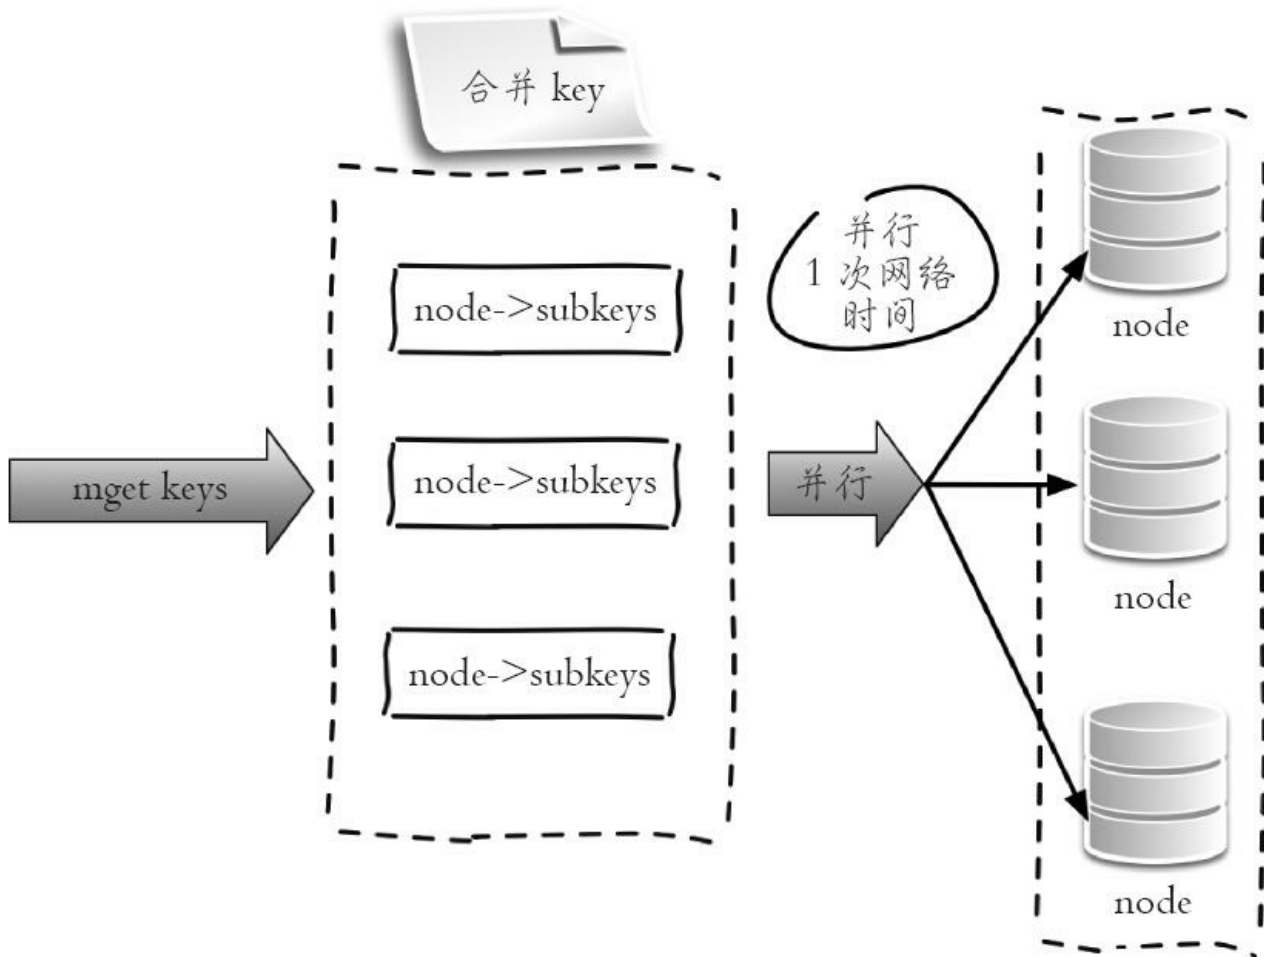 合并 key
mget keys
node->subkeys
node->subkeys
node->subkeys
并行
1 次网络
时间
并行
node
node
node